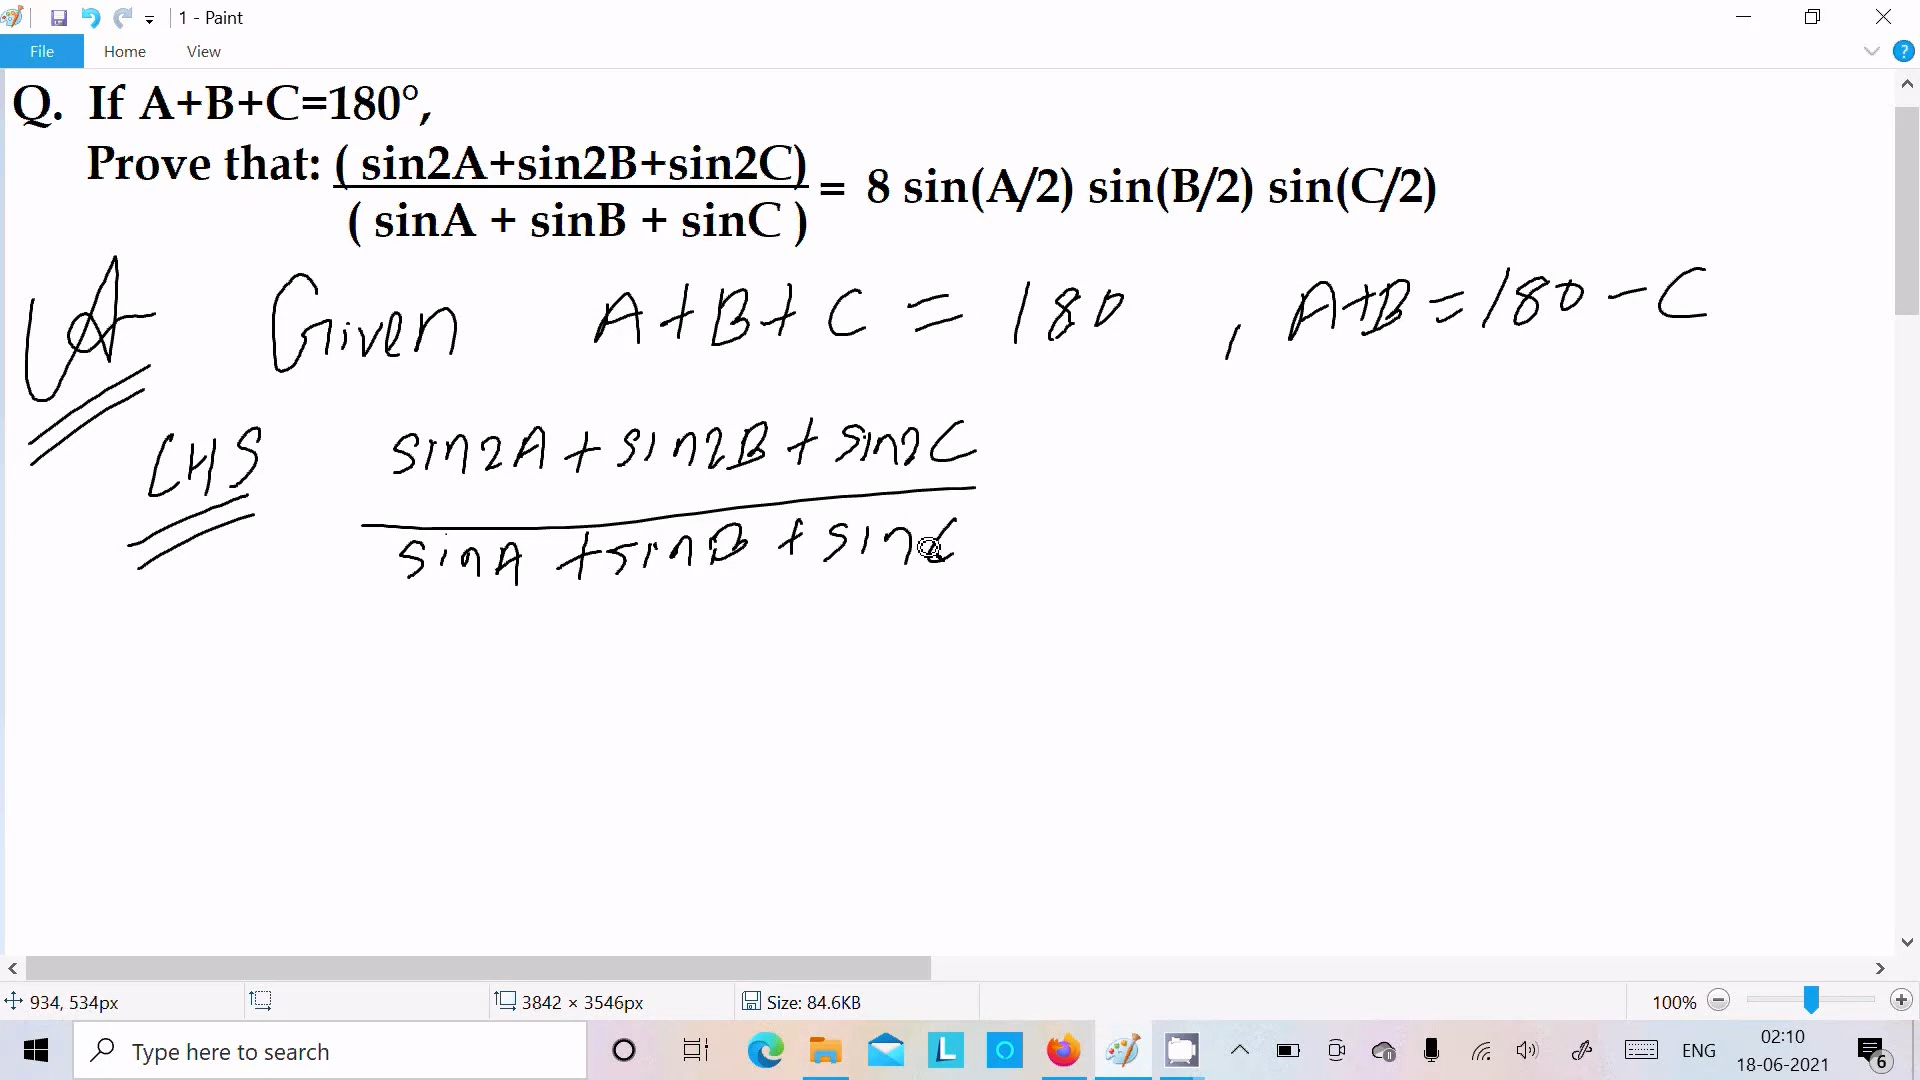 1 - Paint
File Home View
Q. If A+B+C=180°,
Prove that: ( sin2A+sin2B+sin2C)
( sinA + sinB + sinC )
= 8 sin(A/2) sin(B/2) sin(C/2)
Given A+B+C = 180 , A+B = 180 - C
LHS sin2A + sin2B + sin2C
sinA + sinB + sinC
934, 534px 3842 × 3546px Size: 84.6KB 100%
Type here to search
ENG
02:10
18-06-2021
6